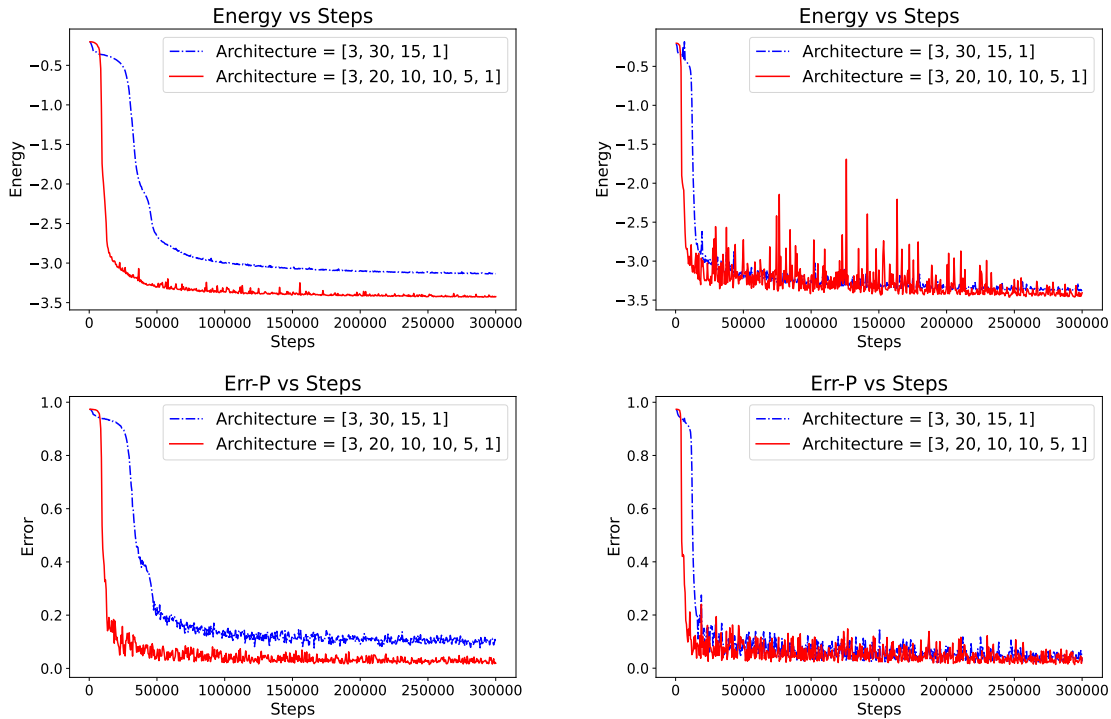 Energy vs Steps
Architecture = [3, 30, 15, 1]
Architecture = [3, 20, 10, 10, 5, 1]
−0.5
−1.0
−1.5
−2.0
−2.5
−3.0
−3.5
Energy
0 50000 100000 150000 200000 250000 300000
Steps
Energy vs Steps
Architecture = [3, 30, 15, 1]
Architecture = [3, 20, 10, 10, 5, 1]
−0.5
−1.0
−1.5
−2.0
−2.5
−3.0
−3.5
Energy
0 50000 100000 150000 200000 250000 300000
Steps
Err-P vs Steps
Architecture = [3, 30, 15, 1]
Architecture = [3, 20, 10, 10, 5, 1]
1.0
0.8
0.6
0.4
0.2
0.0
Error
0 50000 100000 150000 200000 250000 300000
Steps
Err-P vs Steps
Architecture = [3, 30, 15, 1]
Architecture = [3, 20, 10, 10, 5, 1]
1.0
0.8
0.6
0.4
0.2
0.0
Error
0 50000 100000 150000 200000 250000 300000
Steps